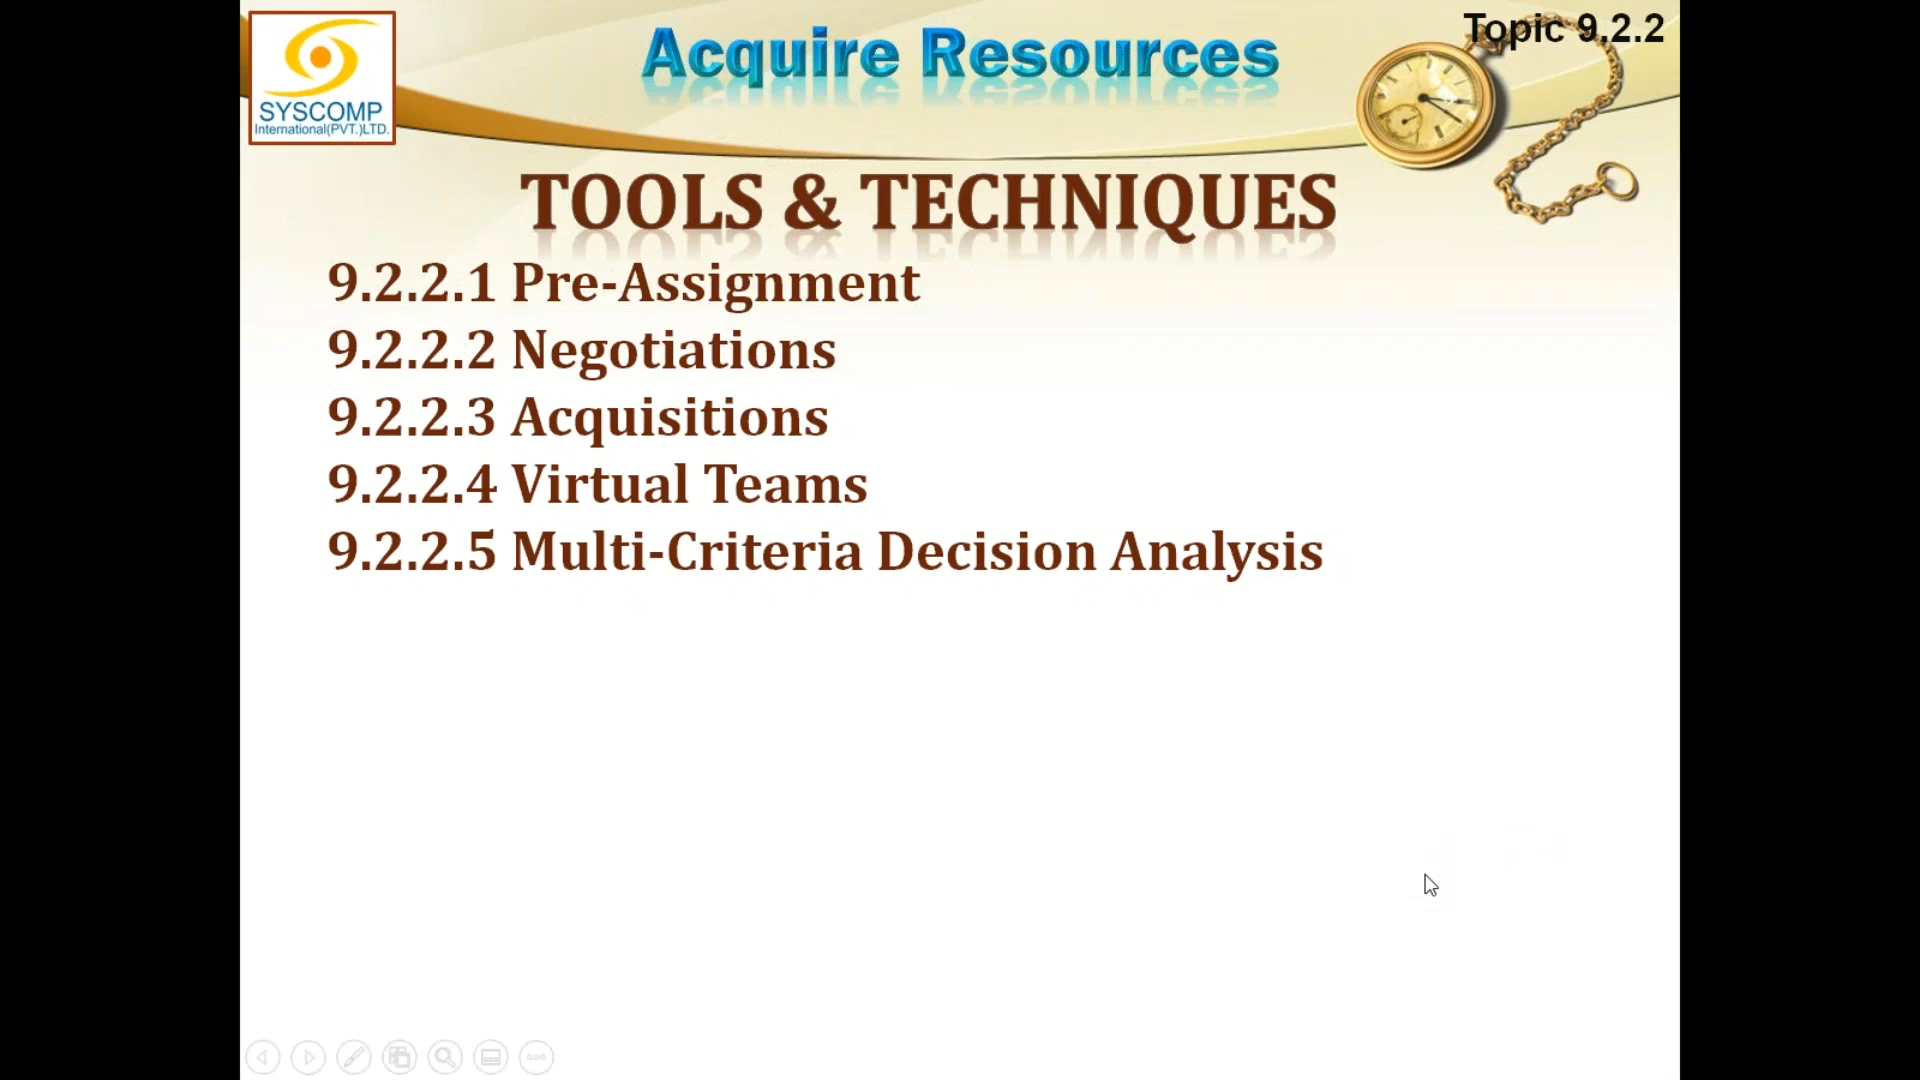 SYSCOMP
International(PVT.)LTD.
Acquire Resources
Topic 9.2.2
TOOLS & TECHNIQUES
9.2.2.1 Pre-Assignment
9.2.2.2 Negotiations
9.2.2.3 Acquisitions
9.2.2.4 Virtual Teams
9.2.2.5 Multi-Criteria Decision Analysis